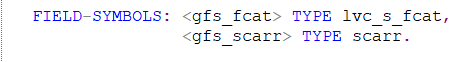 FIELD-SYMBOLS: <gfs_fcat> TYPE lvc_s_fcat,
<gfs_scarr> TYPE scarr.